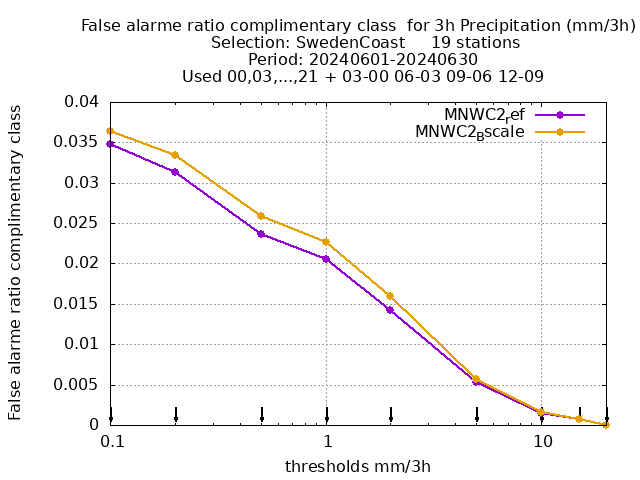 False alarme ratio complimentary class  for 3h Precipitation (mm/3h)
Selection: SwedenCoast     19 stations
Period: 20240601-20240630
Used 00,03,...,21 + 03-00 06-03 09-06 12-09
False alarme ratio complimentary class
0.04
0.035
0.03
0.025
0.02
0.015
0.01
0.005
0
MNWC2ref
MNWC2Bscale
0.1
1
10
thresholds mm/3h